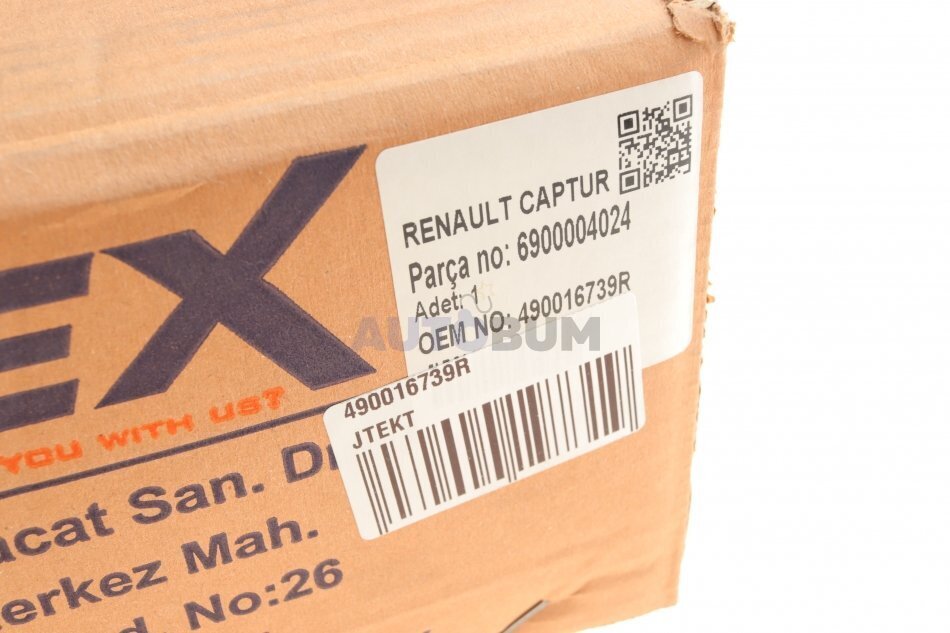 EX
YOU WITH US?
acat San. D
erkez Mah.
d. No:26
RENAULT CAPTUR
Parça no: 6900004024
Adet: 1
OEM NO: 490016739R
490016739R
JTEKT
AUTOBUM